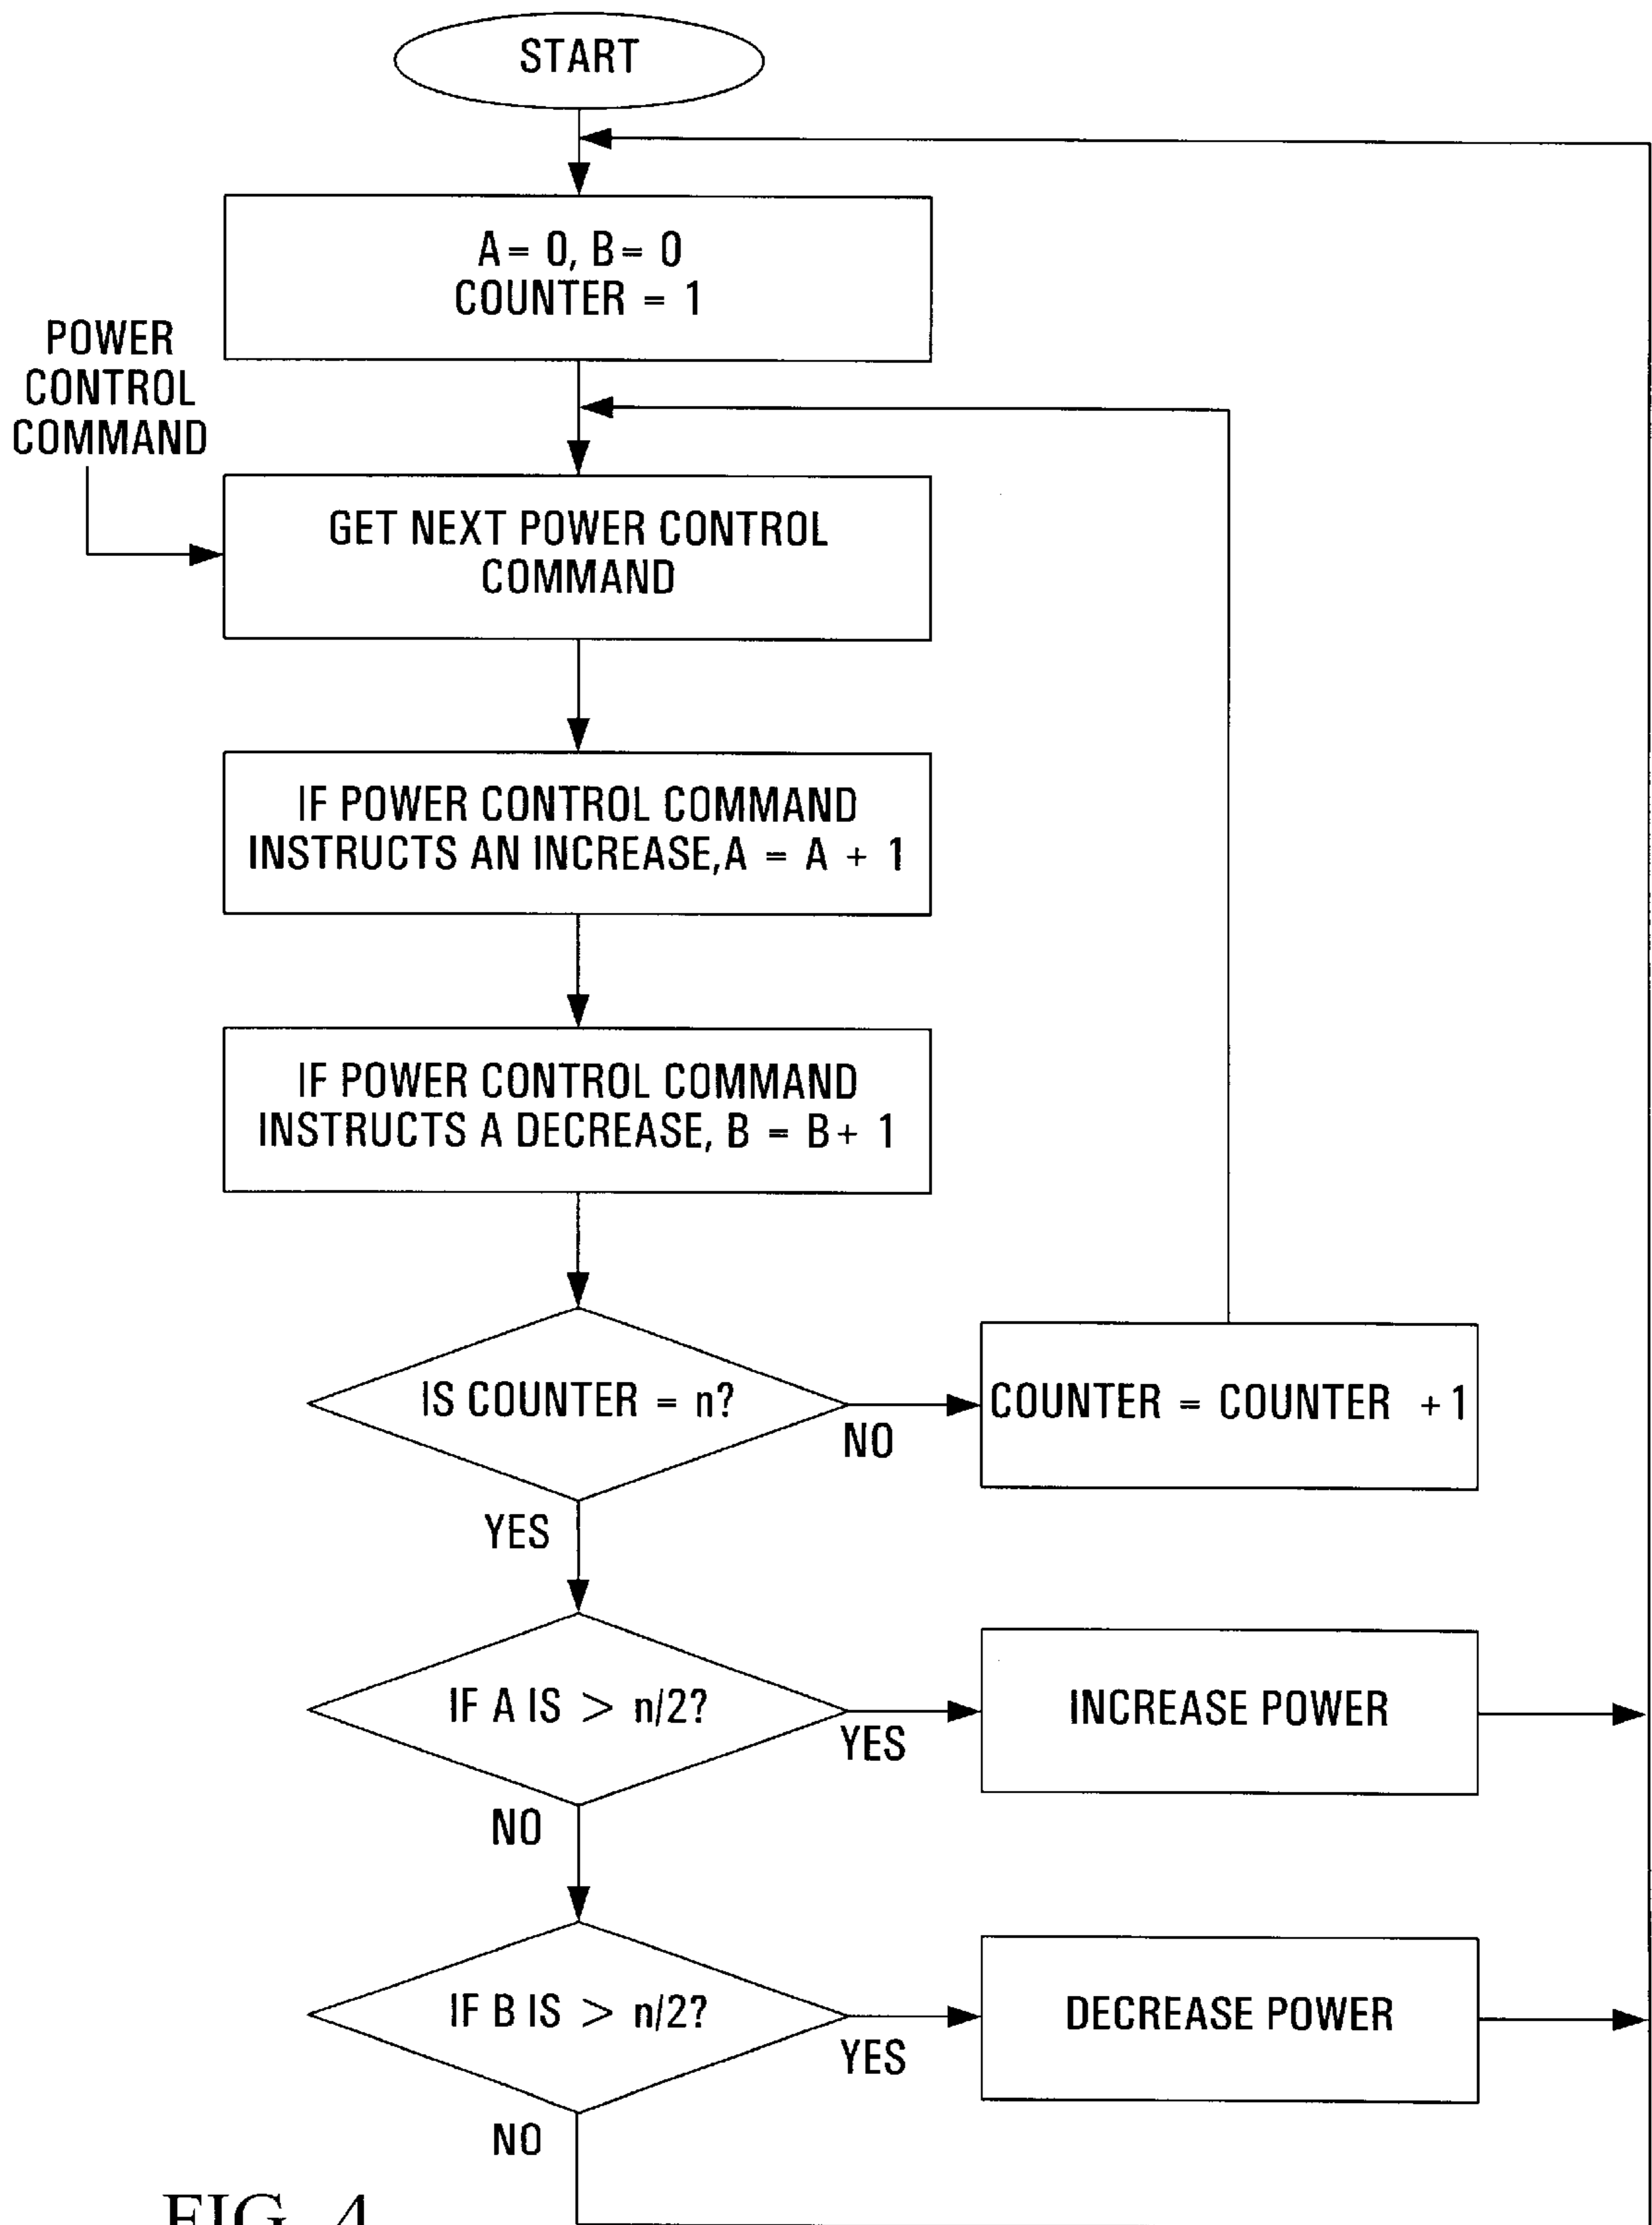 START
A = 0, B = 0
COUNTER = 1
POWER
CONTROL
COMMAND
GET NEXT POWER CONTROL
COMMAND
IF POWER CONTROL COMMAND
INSTRUCTS AN INCREASE, A = A + 1
IF POWER CONTROL COMMAND
INSTRUCTS A DECREASE, B = B + 1
IS COUNTER = n?
NO
COUNTER = COUNTER + 1
YES
IF A IS > n/2?
YES
INCREASE POWER
NO
IF B IS > n/2?
YES
DECREASE POWER
NO
FIG. 4